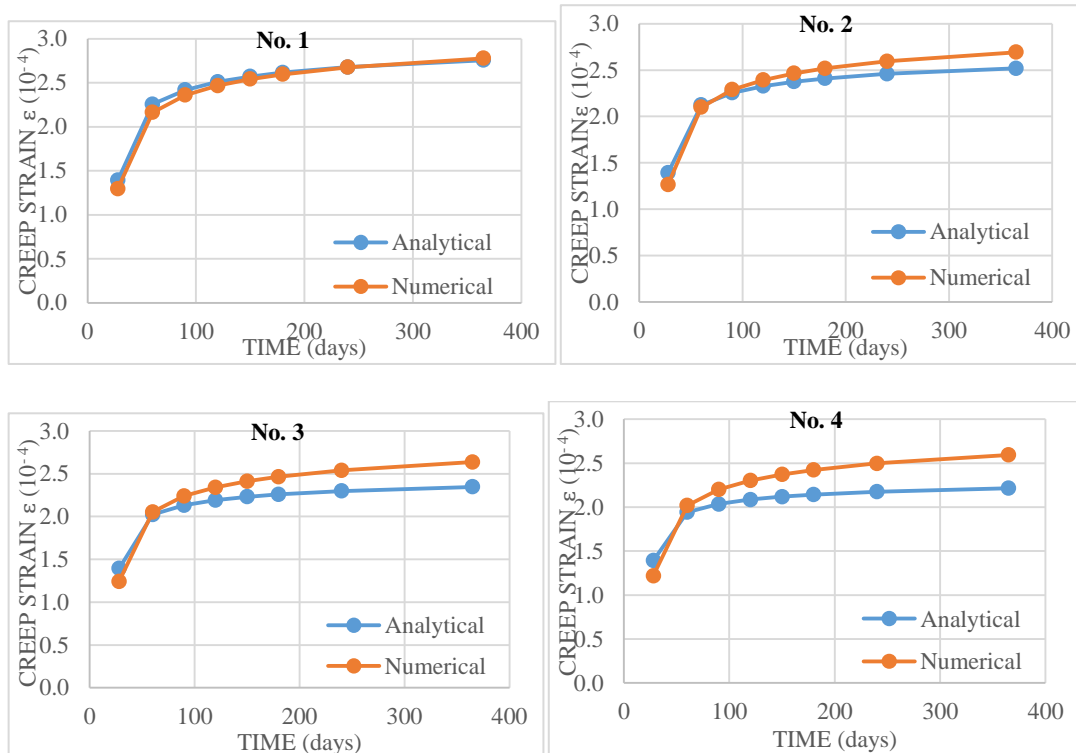 No. 1
CREEP STRAIN ε (10⁻⁴)
3.0
2.5
2.0
1.5
1.0
0.5
0.0
Analytical
Numerical
0 100 200 300 400
TIME (days)
No. 2
CREEP STRAINε (10⁻⁴)
3.0
2.5
2.0
1.5
1.0
0.5
0.0
Analytical
Numerical
0 100 200 300 400
TIME (days)
No. 3
CREEP STRAIN ε (10⁻⁴)
3.0
2.5
2.0
1.5
1.0
0.5
0.0
Analytical
Numerical
0 100 200 300 400
TIME (days)
No. 4
CREEP STRAIN ε (10⁻⁴)
3.0
2.5
2.0
1.5
1.0
0.5
0.0
Analytical
Numerical
0 100 200 300 400
TIME (days)